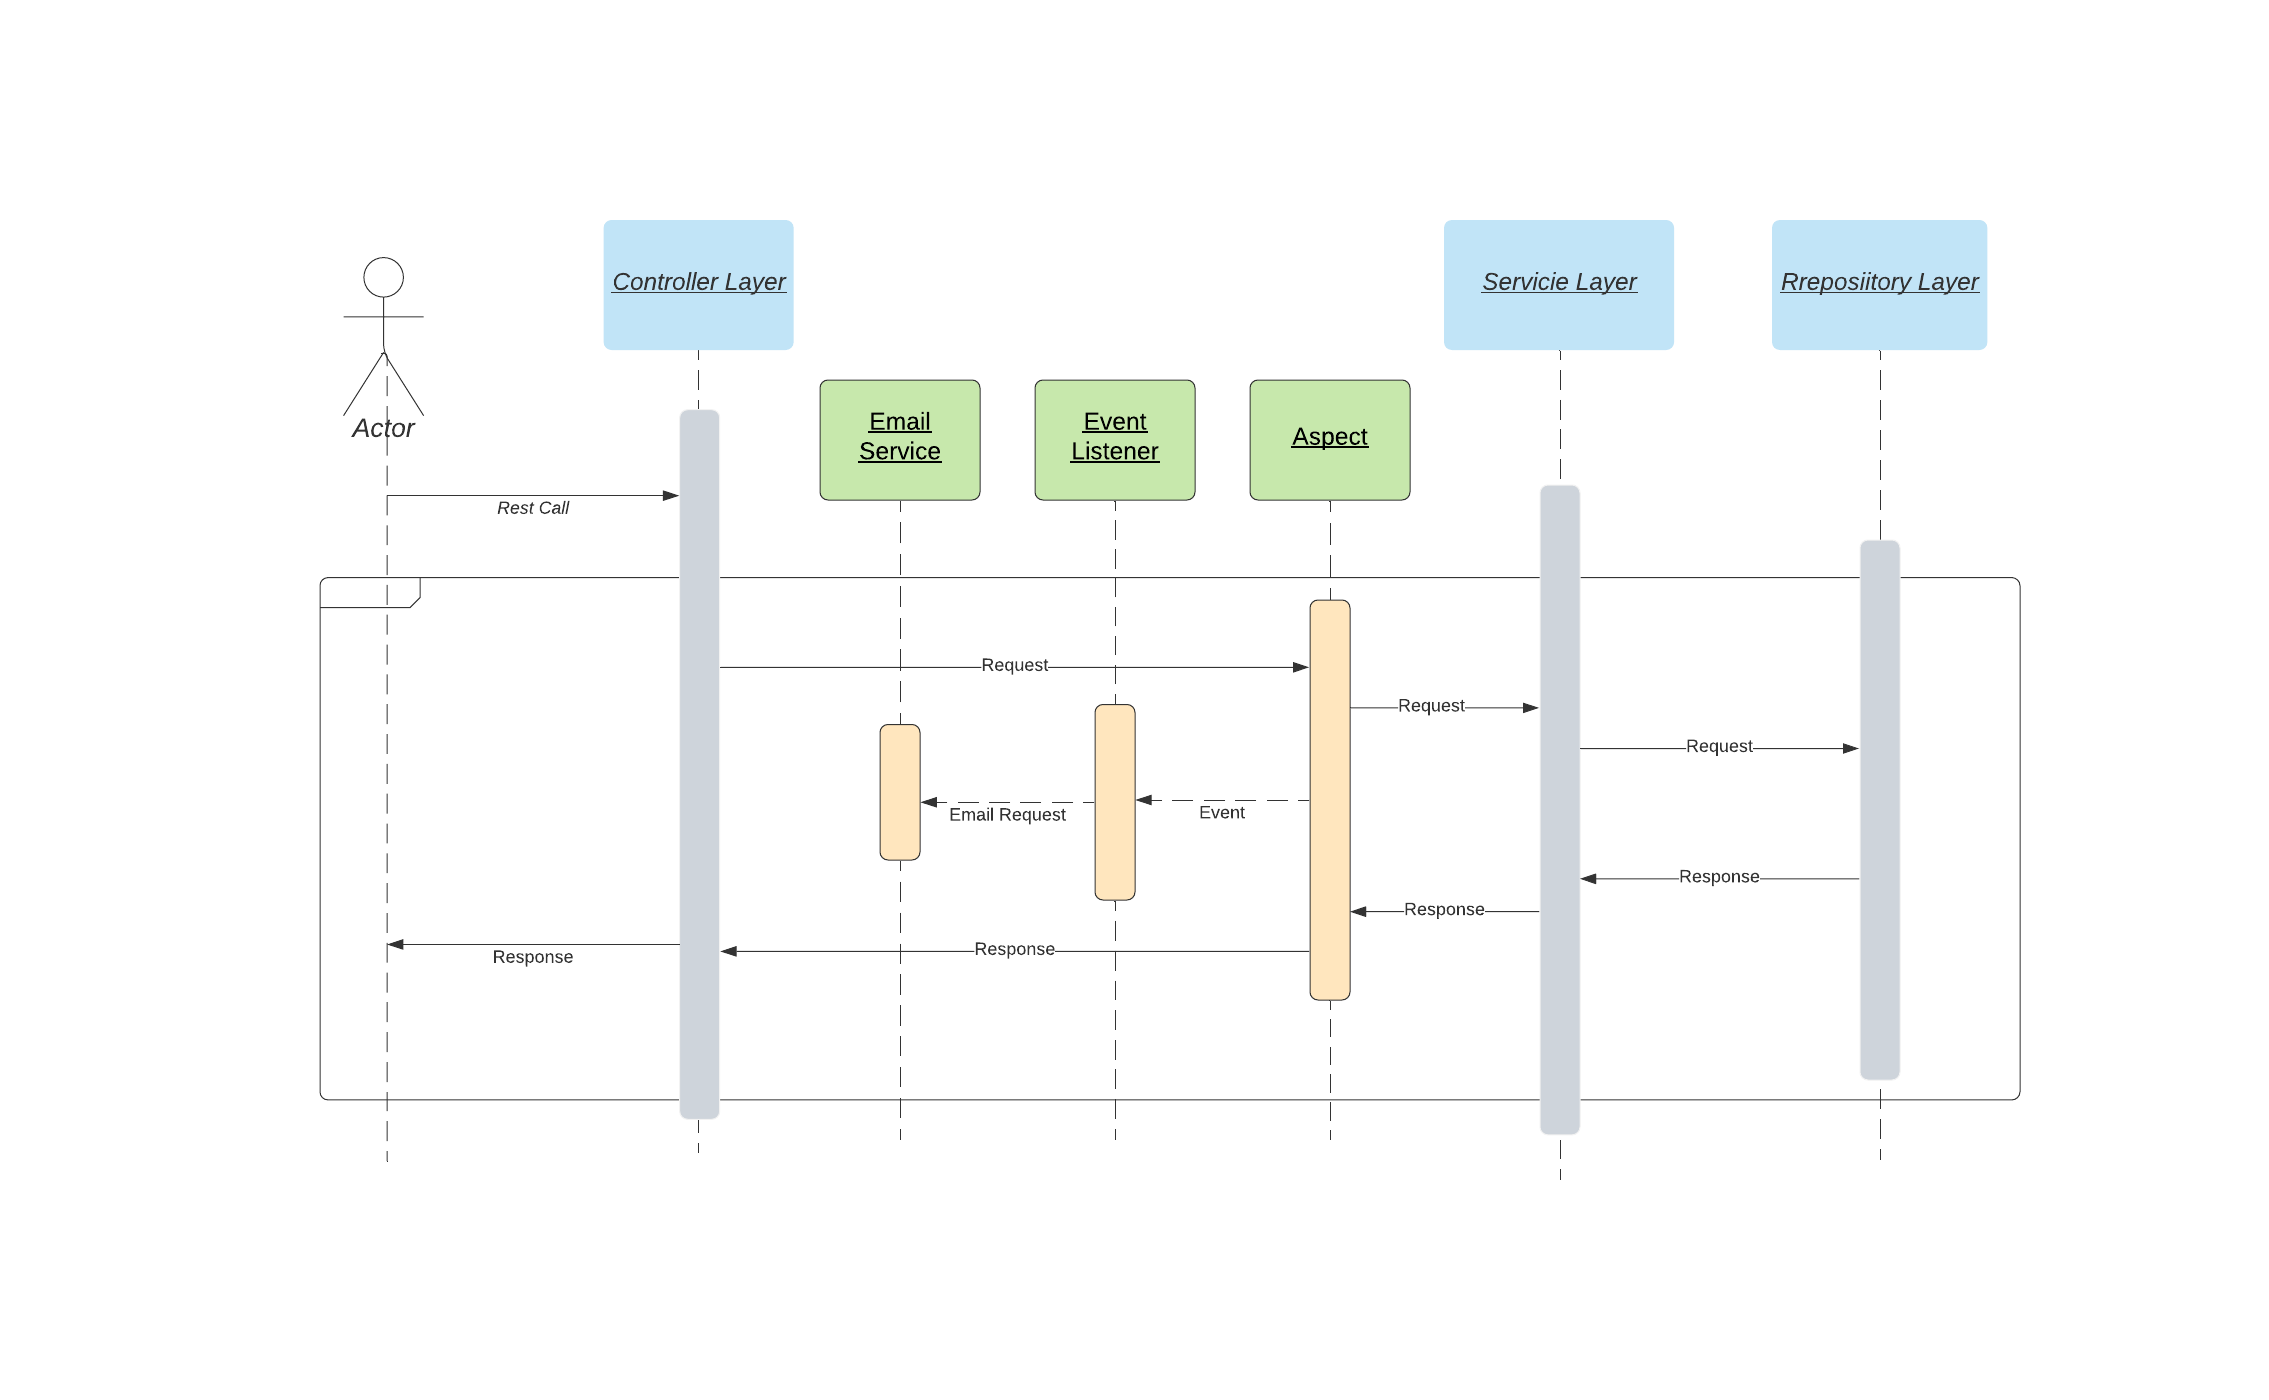 Controller Layer
Servicie Layer
Rreposiitory Layer
Actor
Email
Service
Event
Listener
Aspect
Rest Call
Request
Request
Request
Email Request
Event
Response
Response
Response
Response